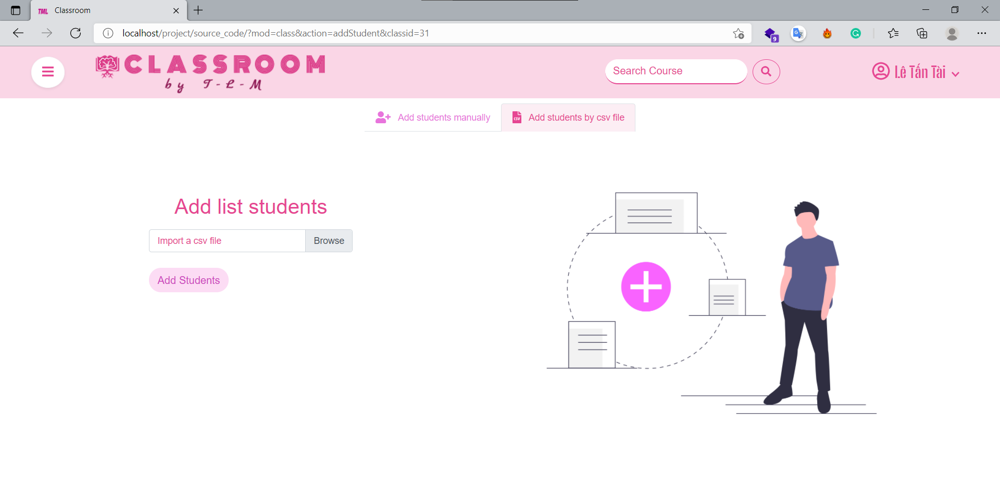 TML Classroom
localhost/project/source_code/?mod=class&action=addStudent&classid=31
9
G
CLASSROOM
by T-L-M
Search Course
Lê Tấn Tài
Add students manually
CSV Add students by csv file
Add list students
Import a csv file Browse
Add Students